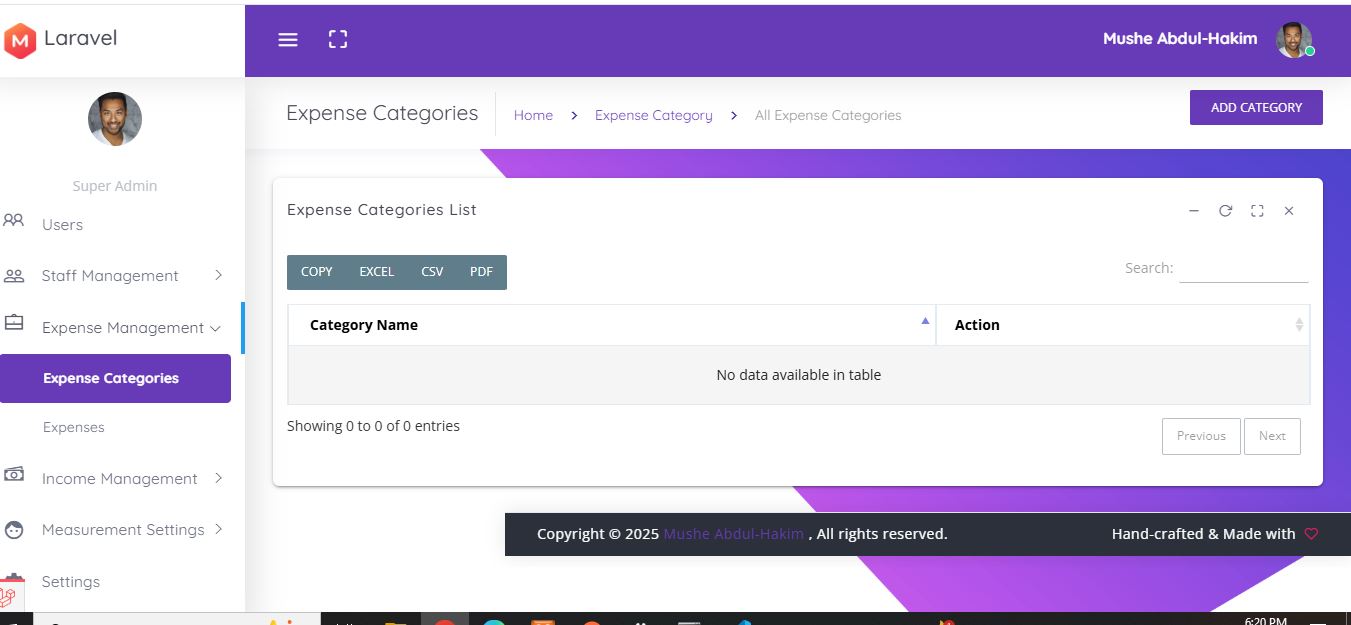 M Laravel
Mushe Abdul-Hakim
Expense Categories
Home > Expense Category > All Expense Categories
ADD CATEGORY
Super Admin
Users
Staff Management
Expense Management
Expense Categories
Expenses
Income Management
Measurement Settings
Settings
Expense Categories List
COPY EXCEL CSV PDF
Search:
Category Name Action
No data available in table
Showing 0 to 0 of 0 entries
Previous Next
Copyright © 2025 Mushe Abdul-Hakim , All rights reserved.
Hand-crafted & Made with
6:20 PM